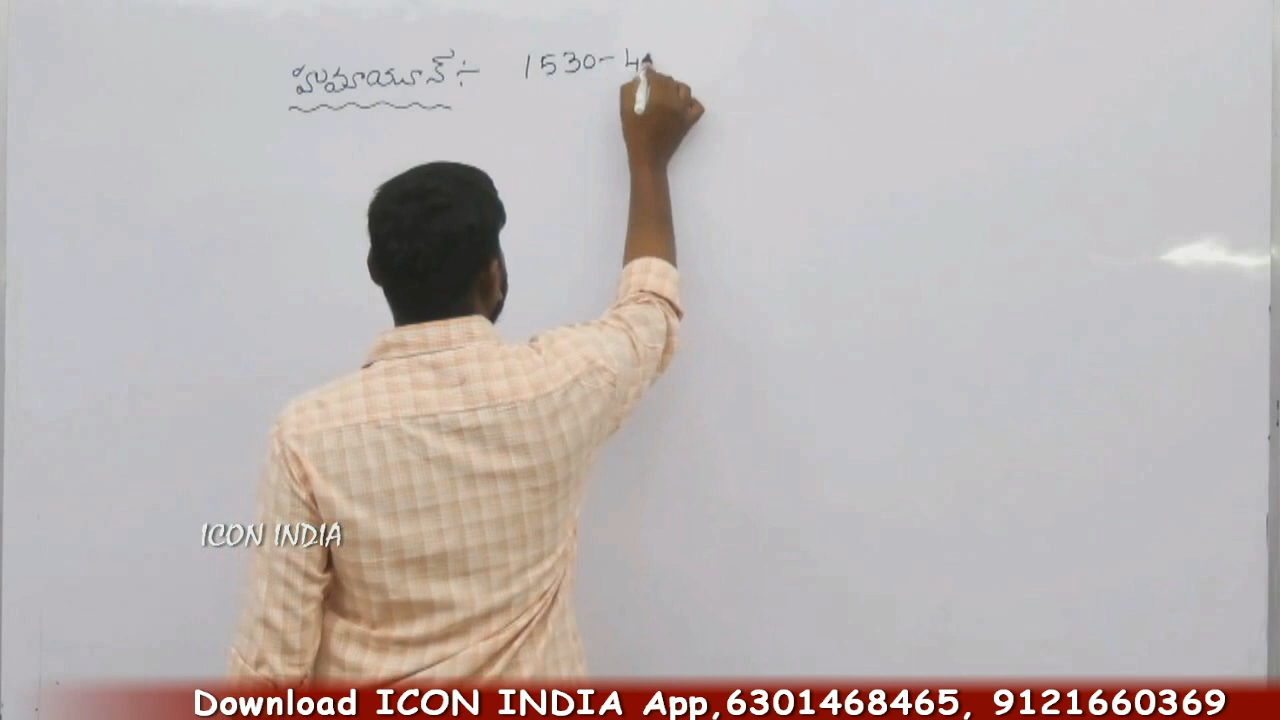 హుమాయూన్ :- 1530-4
ICON INDIA
Download ICON INDIA App,6301468465, 9121660369